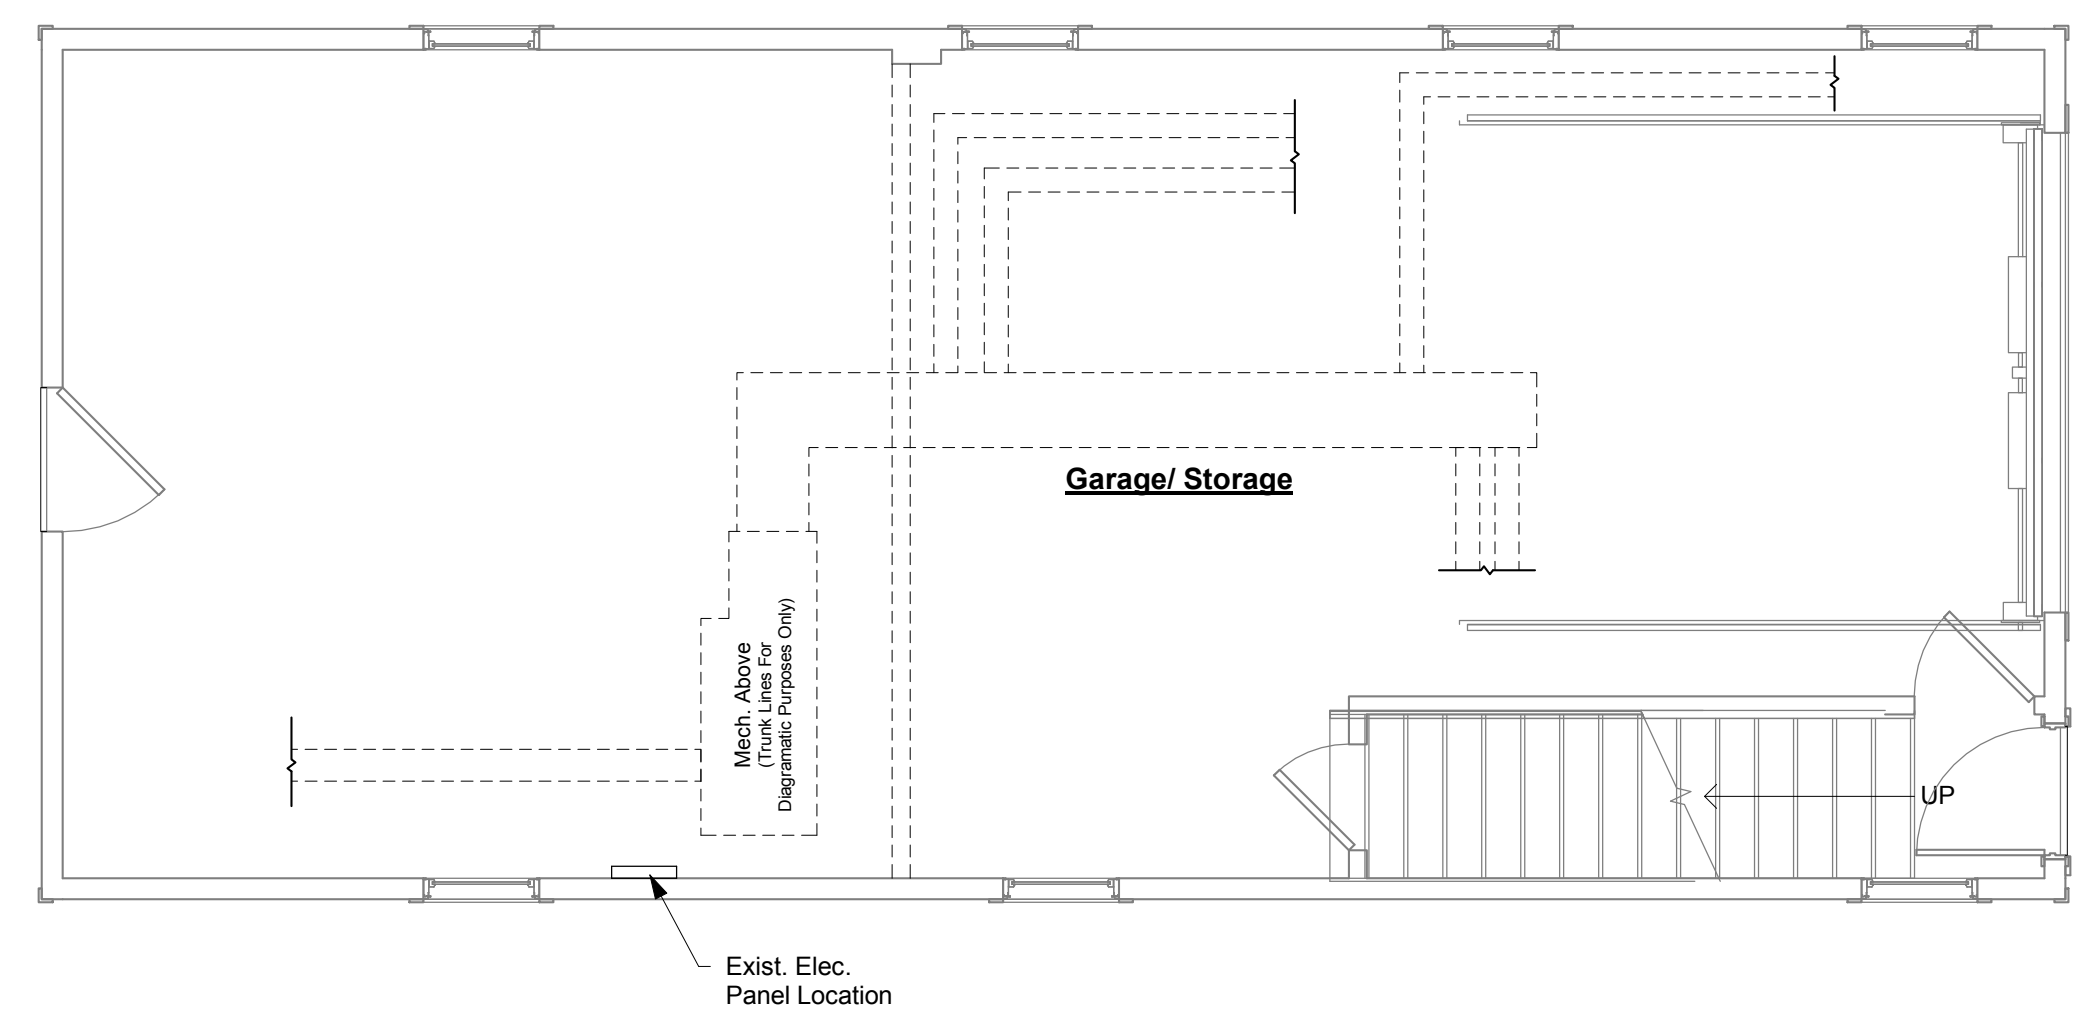 Garage/ Storage
Mech. Above
(Trunk Lines For
Diagramatic Purposes Only)
UP
Exist. Elec.
Panel Location